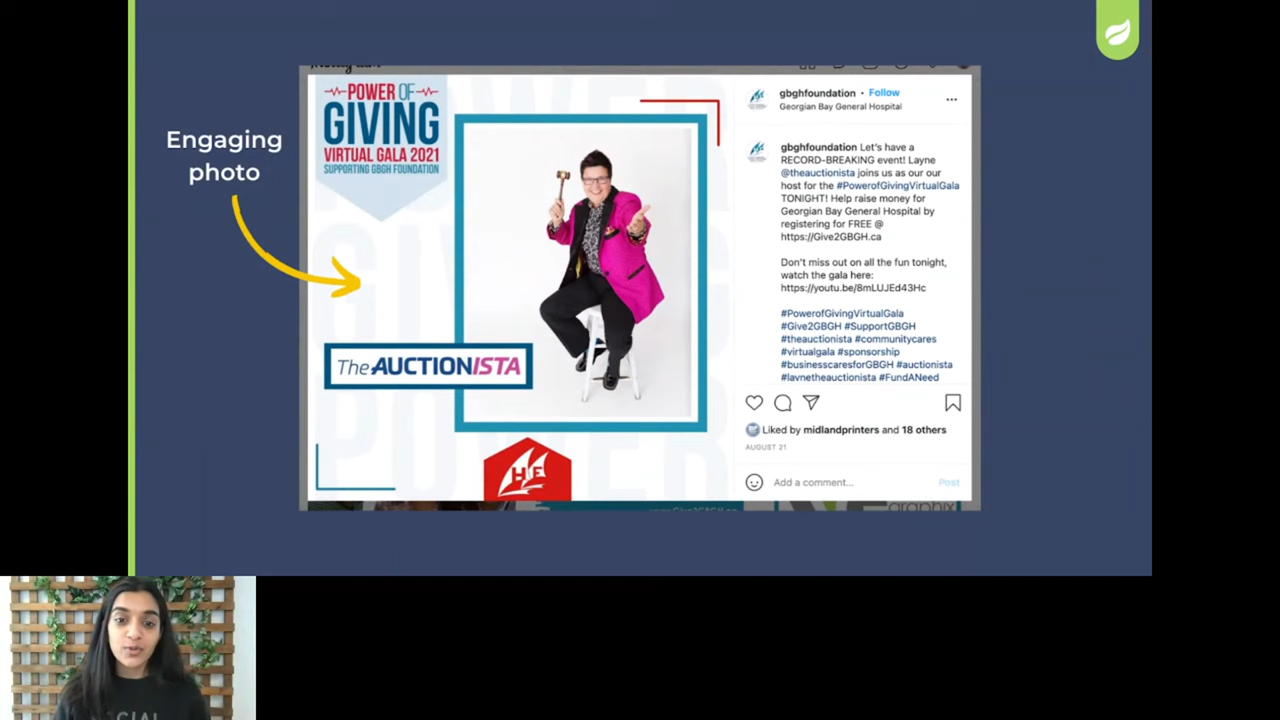 Engaging
photo
POWER OF
GIVING
VIRTUAL GALA 2021
SUPPORTING GBGH FOUNDATION
The AUCTIONISTA
HF
gbghfoundation • Follow
Georgian Bay General Hospital
gbghfoundation Let's have a
RECORD-BREAKING event! Layne
@theauctionista joins us as our our
host for the #PowerofGivingVirtualGala
TONIGHT! Help raise money for
Georgian Bay General Hospital by
registering for FREE @
https://Give2GBGH.ca
Don't miss out on all the fun tonight,
watch the gala here:
https://youtu.be/8mLUJEd43Hc
#PowerofGivingVirtualGala
#Give2GBGH #SupportGBGH
#theauctionista #communitycares
#virtualgala #sponsorship
#businesscaresforGBGH #auctionista
#laynetheauctionista #FundANeed
Liked by midlandprinters and 18 others
AUGUST 21
Add a comment...
Post
graphix